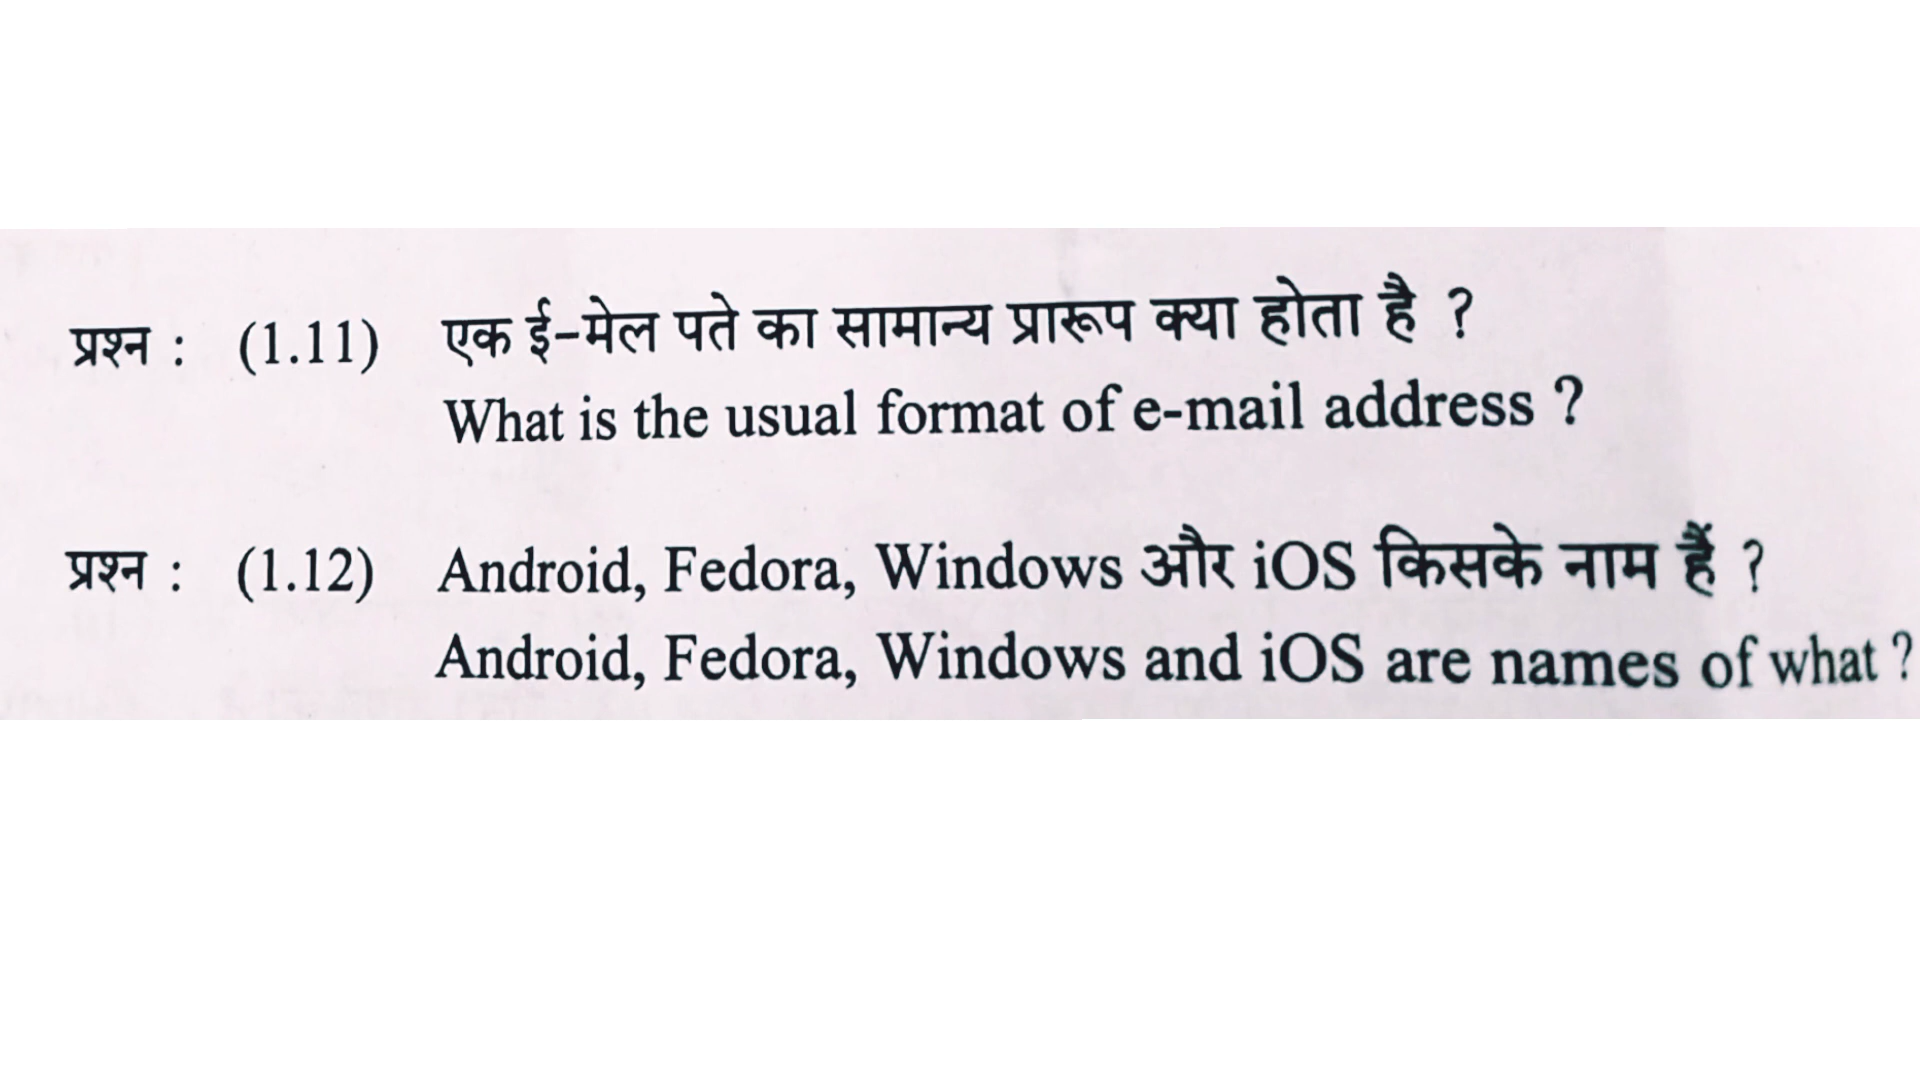 प्रश्न : (1.11) एक ई-मेल पते का सामान्य प्रारूप क्या होता है ?
What is the usual format of e-mail address ?
प्रश्न : (1.12) Android, Fedora, Windows और iOS किसके नाम हैं ?
Android, Fedora, Windows and iOS are names of what ?